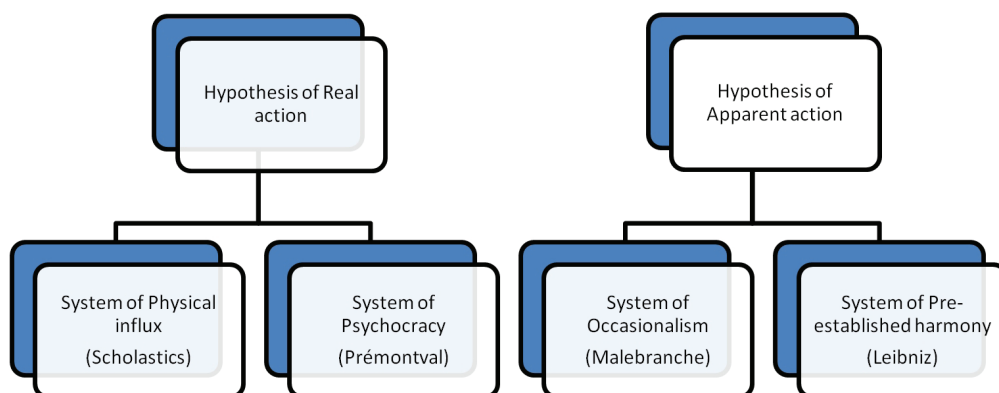 Hypothesis of Real
action
Hypothesis of
Apparent action
System of Physical
influx
(Scholastics)
System of
Psychocracy
(Prémontval)
System of
Occasionalism
(Malebranche)
System of Pre-
established harmony
(Leibniz)